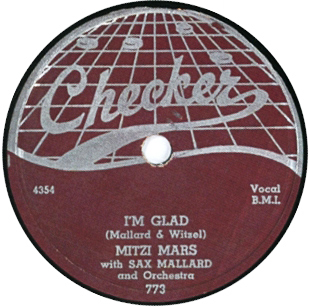 Checker
4354
Vocal
B.M.I.
I'M GLAD
(Mallard & Witzel)
MITZI MARS
with SAX MALLARD
and Orchestra
773